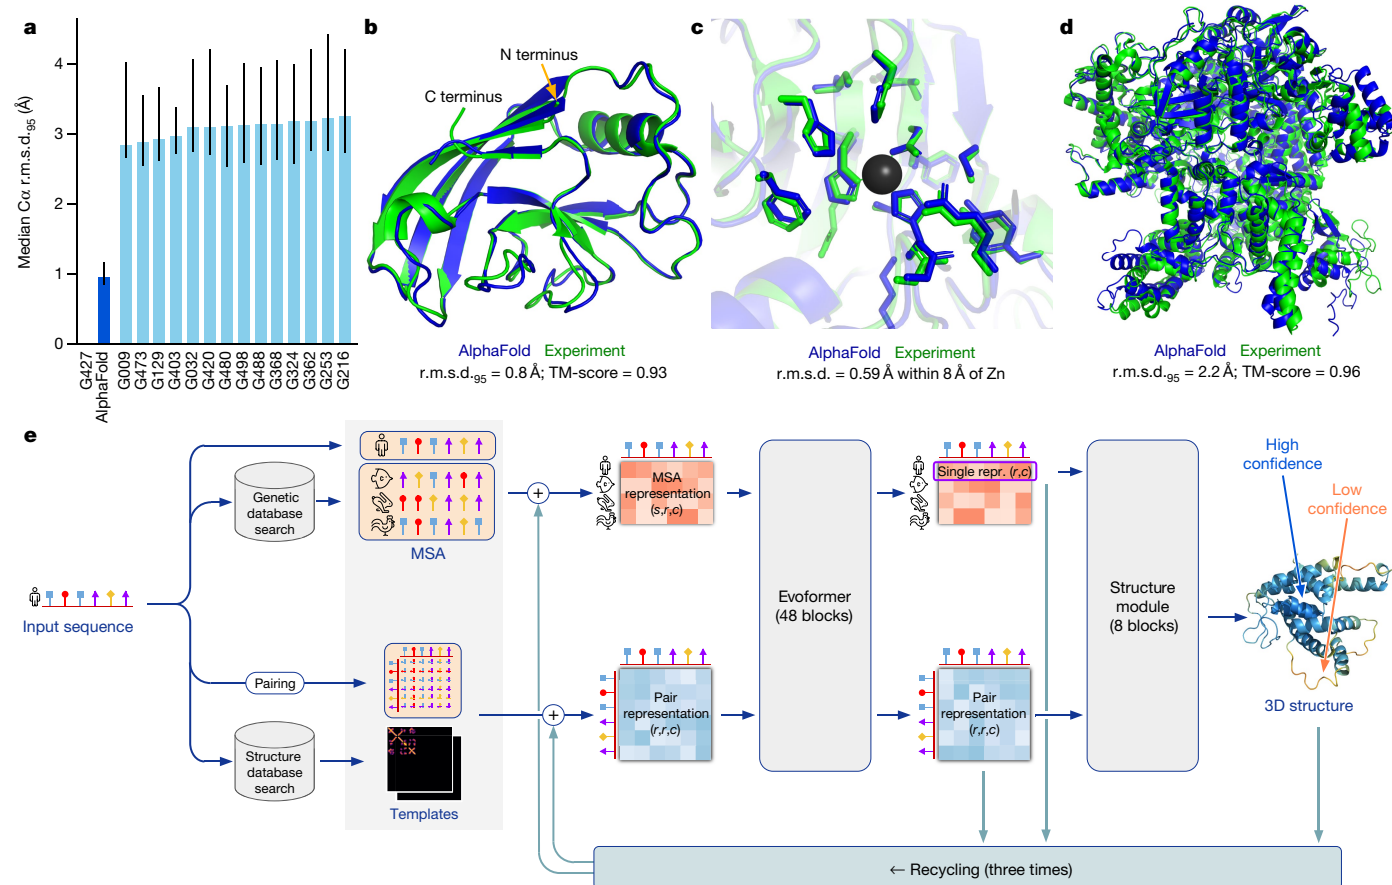 a
Median Cα r.m.s.d.95 (Å)
4
3
2
1
0
G427
AlphaFold
G009
G473
G129
G403
G032
G420
G480
G498
G488
G368
G324
G362
G253
G216
b
N terminus
C terminus
AlphaFold Experiment
r.m.s.d.95 = 0.8 Å; TM-score = 0.93
c
AlphaFold Experiment
r.m.s.d. = 0.59 Å within 8 Å of Zn
d
AlphaFold Experiment
r.m.s.d.95 = 2.2 Å; TM-score = 0.96
e
Input sequence
Genetic
database
search
Pairing
Structure
database
search
MSA
Templates
+
+
MSA
representation
(s,r,c)
Pair
representation
(r,r,c)
Evoformer
(48 blocks)
Single repr. (r,c)
Pair
representation
(r,r,c)
Structure
module
(8 blocks)
High
confidence
Low
confidence
3D structure
← Recycling (three times)